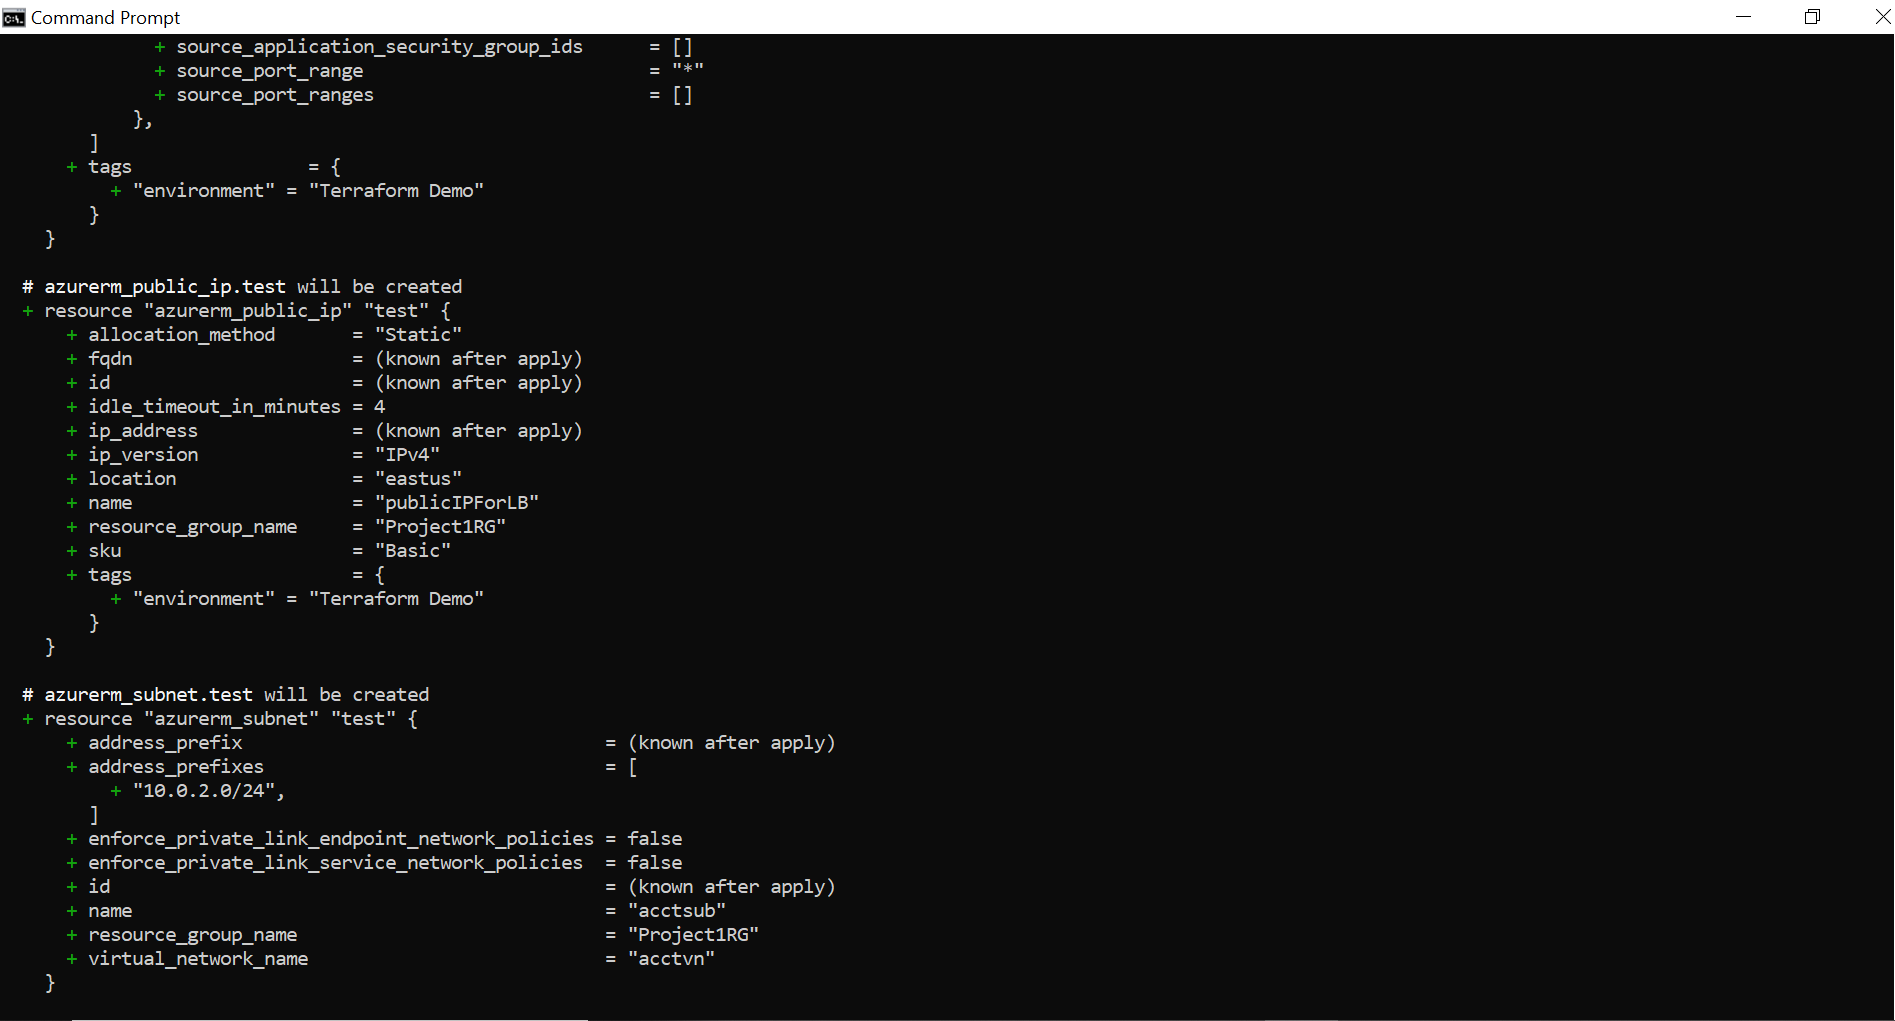 Command Prompt
+ source_application_security_group_ids = []
+ source_port_range = "*"
+ source_port_ranges = []
},
]
+ tags = {
+ "environment" = "Terraform Demo"
}
}
# azurerm_public_ip.test will be created
+ resource "azurerm_public_ip" "test" {
+ allocation_method = "Static"
+ fqdn = (known after apply)
+ id = (known after apply)
+ idle_timeout_in_minutes = 4
+ ip_address = (known after apply)
+ ip_version = "IPv4"
+ location = "eastus"
+ name = "publicIPForLB"
+ resource_group_name = "Project1RG"
+ sku = "Basic"
+ tags = {
+ "environment" = "Terraform Demo"
}
}
# azurerm_subnet.test will be created
+ resource "azurerm_subnet" "test" {
+ address_prefix = (known after apply)
+ address_prefixes = [
+ "10.0.2.0/24",
]
+ enforce_private_link_endpoint_network_policies = false
+ enforce_private_link_service_network_policies = false
+ id = (known after apply)
+ name = "acctsub"
+ resource_group_name = "Project1RG"
+ virtual_network_name = "acctvn"
}